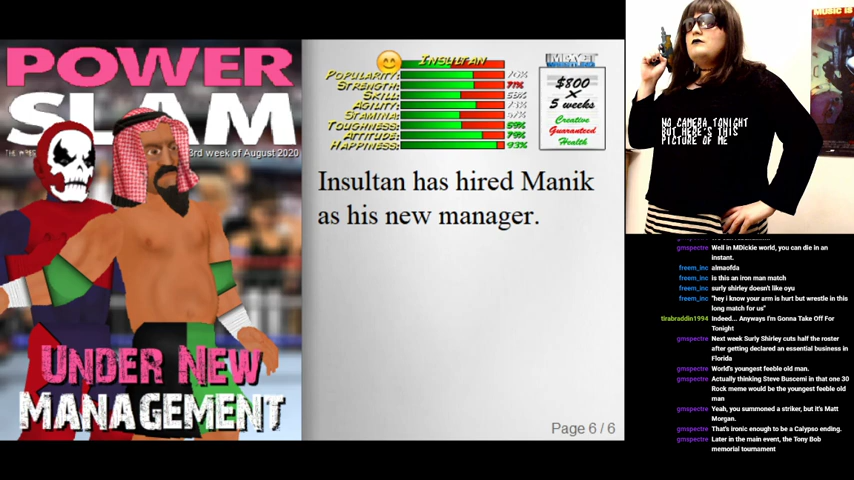 POWER
SLAM
3rd week of August 2020
UNDER NEW
MANAGEMENT
INSULTAN
POPULARITY:
STRENGTH: 71%
SKILL:
AGILITY:
STAMINA:
TOUGHNESS: 59%
ATTITUDE: 79%
HAPPINESS: 93%
IMPACT
WRESTLING
$800
X
5 weeks
Creative
Guaranteed
Health
Insultan has hired Manik
as his new manager.
Page 6 / 6
MUSIC IS
NO CAMERA TONIGHT
BUT HERE'S THIS
PICTURE OF ME
gmspectre Well in MDickie world, you can die in an
instant.
freem_inc almaofda
freem_inc is this an iron man match
freem_inc surly shirley doesn't like oyu
freem_inc "hey i know your arm is hurt but wrestle in this
long match for us"
tirabraddin1994 Indeed... Anyways I'm Gonna Take Off For
Tonight
gmspectre Next week Surly Shirley cuts half the roster
after getting declared an essential business in
Florida
gmspectre World's youngest feeble old man.
gmspectre Actually thinking Steve Buscemi in that one 30
Rock meme would be the youngest feeble old
man
gmspectre Yeah, you summoned a striker, but it's Matt
Morgan.
gmspectre That's ironic enough to be a Calypso ending.
gmspectre Later in the main event, the Tony Bob
memorial tournament